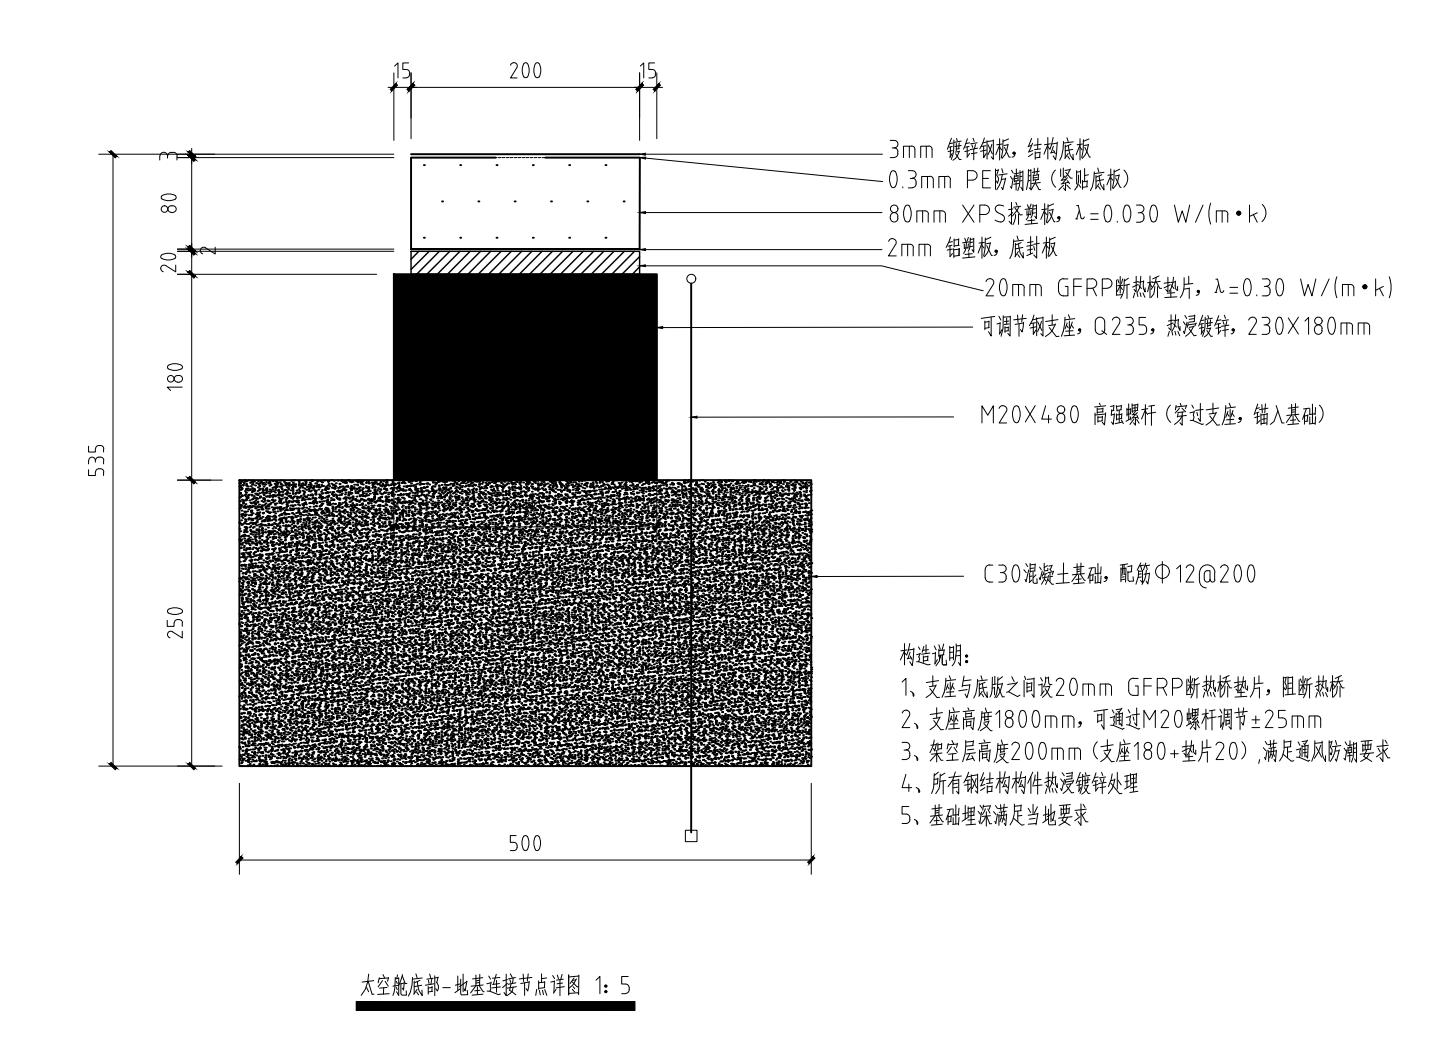 15
200
15
3mm 镀锌钢板，结构底板
3
0.3mm PE防潮膜（紧贴底板）
80
80mm XPS挤塑板，λ=0.030 W/(m•k)
2mm 铝塑板，底封板
2
20
20mm GFRP断热桥垫片，λ=0.30 W/(m•k)
可调节钢支座，Q235，热浸镀锌，230X180mm
180
M20X480 高强螺杆（穿过支座，锚入基础）
535
C30混凝土基础，配筋Φ12@200
250
构造说明：
1、支座与底版之间设20mm GFRP断热桥垫片，阻断热桥
2、支座高度1800mm，可通过M20螺杆调节±25mm
3、架空层高度200mm（支座180+垫片20）,满足通风防潮要求
4、所有钢结构构件热浸镀锌处理
5、基础埋深满足当地要求
500
太空舱底部-地基连接节点详图 1：5